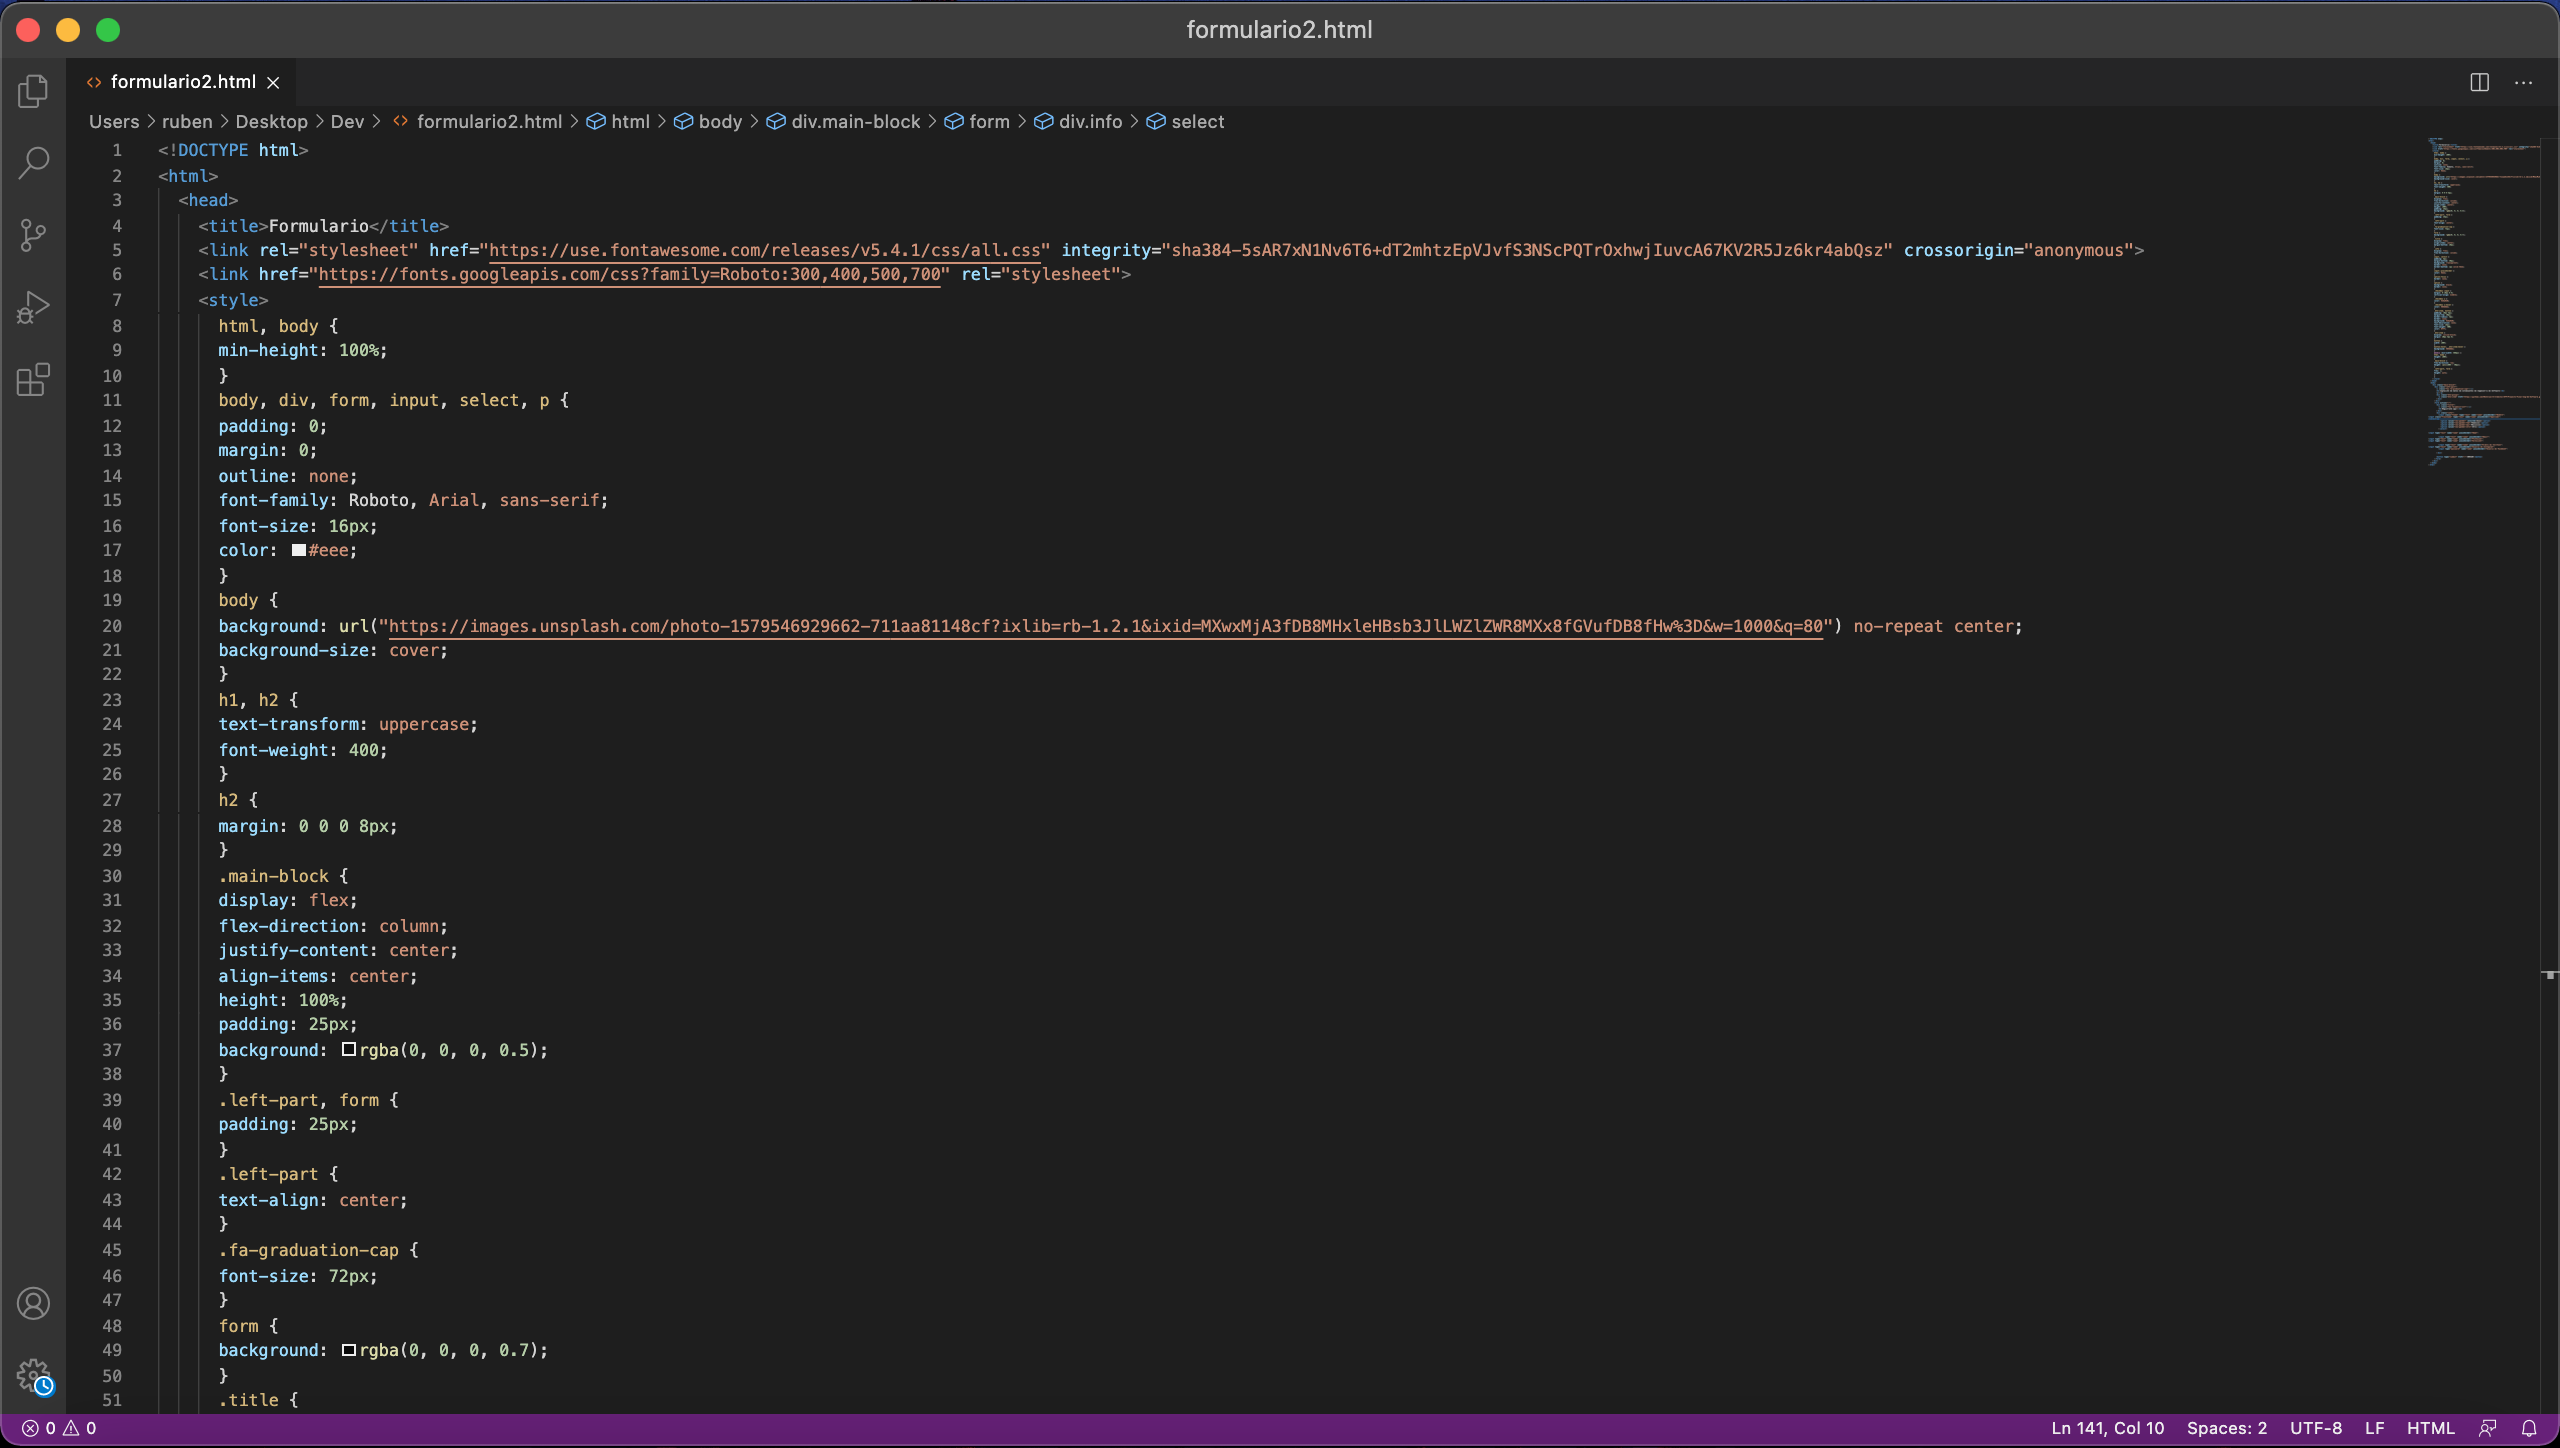 formulario2.html
formulario2.html
Users > ruben > Desktop > Dev > formulario2.html > html > body > div.main-block > form > div.info > select
1 <!DOCTYPE html>
2 <html>
3 <head>
4 <title>Formulario</title>
5 <link rel="stylesheet" href="https://use.fontawesome.com/releases/v5.4.1/css/all.css" integrity="sha384-5sAR7xN1Nv6T6+dT2mhtzEpVJvfS3NScPQTrOxhwjIuvcA67KV2R5Jz6kr4abQsz" crossorigin="anonymous">
6 <link href="https://fonts.googleapis.com/css?family=Roboto:300,400,500,700" rel="stylesheet">
7 <style>
8 html, body {
9 min-height: 100%;
10 }
11 body, div, form, input, select, p {
12 padding: 0;
13 margin: 0;
14 outline: none;
15 font-family: Roboto, Arial, sans-serif;
16 font-size: 16px;
17 color: #eee;
18 }
19 body {
20 background: url("https://images.unsplash.com/photo-1579546929662-711aa81148cf?ixlib=rb-1.2.1&ixid=MXwxMjA3fDB8MHxleHBsb3JlLWZlZWR8MXx8fGVufDB8fHw%3D&w=1000&q=80") no-repeat center;
21 background-size: cover;
22 }
23 h1, h2 {
24 text-transform: uppercase;
25 font-weight: 400;
26 }
27 h2 {
28 margin: 0 0 0 8px;
29 }
30 .main-block {
31 display: flex;
32 flex-direction: column;
33 justify-content: center;
34 align-items: center;
35 height: 100%;
36 padding: 25px;
37 background: rgba(0, 0, 0, 0.5);
38 }
39 .left-part, form {
40 padding: 25px;
41 }
42 .left-part {
43 text-align: center;
44 }
45 .fa-graduation-cap {
46 font-size: 72px;
47 }
48 form {
49 background: rgba(0, 0, 0, 0.7);
50 }
51 .title {
0 0 Ln 141, Col 10 Spaces: 2 UTF-8 LF HTML